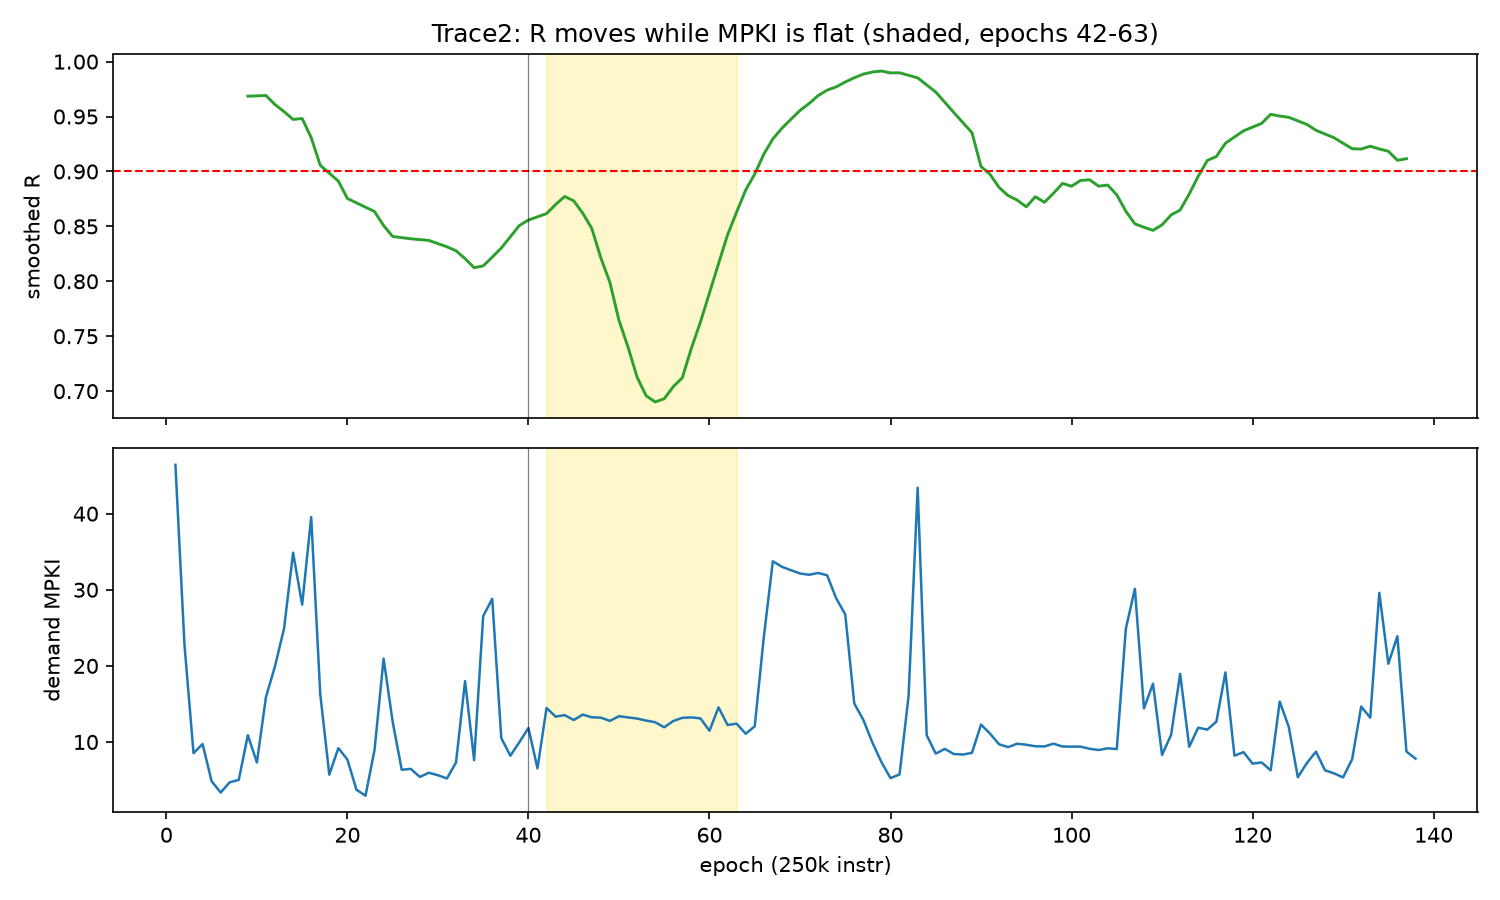 Trace2: R moves while MPKI is flat (shaded, epochs 42-63)
smoothed R
1.00
0.95
0.90
0.85
0.80
0.75
0.70
demand MPKI
40
30
20
10
0 20 40 60 80 100 120 140
epoch (250k instr)